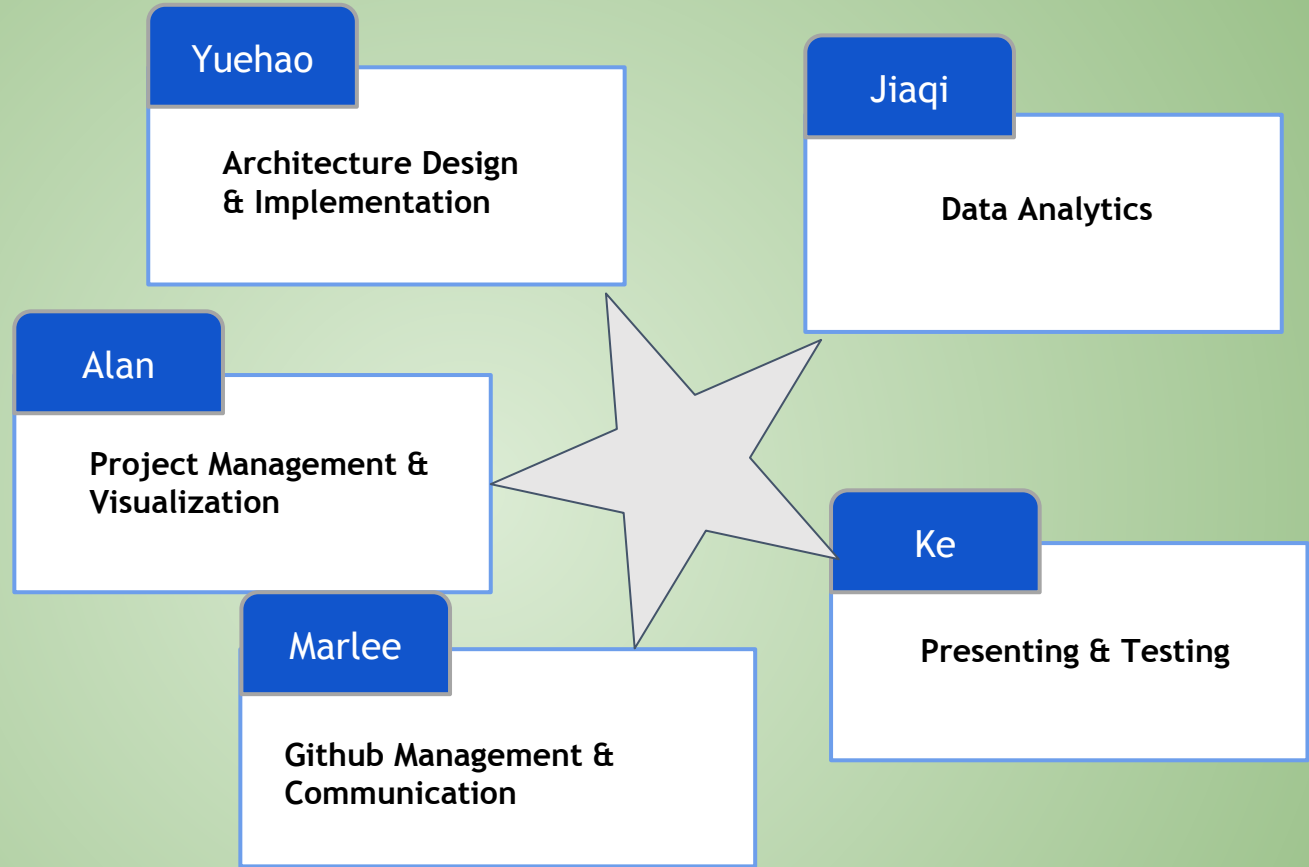 Yuehao
Architecture Design
& Implementation
Jiaqi
Data Analytics
Alan
Project Management &
Visualization
Ke
Presenting & Testing
Marlee
Github Management &
Communication